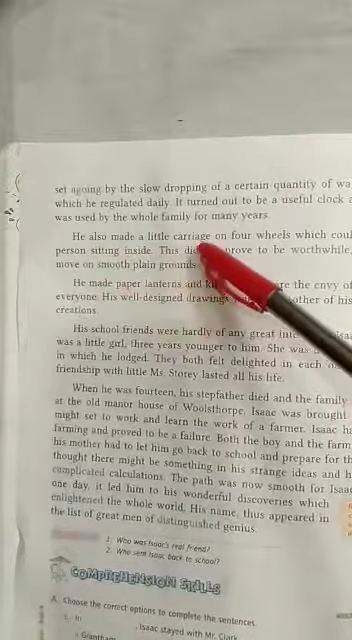 set agoing by the slow dropping of a certain quantity of wa
which he regulated daily. It turned out to be a useful clock a
was used by the whole family for many years.
He also made a little carriage on four wheels which coul
person sitting inside. This did prove to be worthwhile,
move on smooth plain grounds
He made paper lanterns and ki re the envy of
everyone. His well-designed drawings other of his
creations.
His school friends were hardly of any great inte
was a little girl, three years younger to him. She was
in which he lodged. They both felt delighted in each o
friendship with little Ms. Storey lasted all his life.
When he was fourteen, his stepfather died and the family
at the old manor house of Woolsthorpe. Isaac was brought
might set to work and learn the work of a farmer. Isaac ha
farming and proved to be a failure. Both the boy and the farm
his mother had to let him go back to school and prepare for th
thought there might be something in his strange ideas and h
complicated calculations. The path was now smooth for Isaac
one day, it led him to his wonderful discoveries which
enlightened the whole world. His name, thus appeared in
the list of great men of distinguished genius.
1. Who was Isaac's real friend?
2. Who sent Isaac back to school?
COMPREHENSION SKILLS
A. Choose the correct options to complete the sentences.
In , Isaac stayed with Mr. Clark.
Grantham